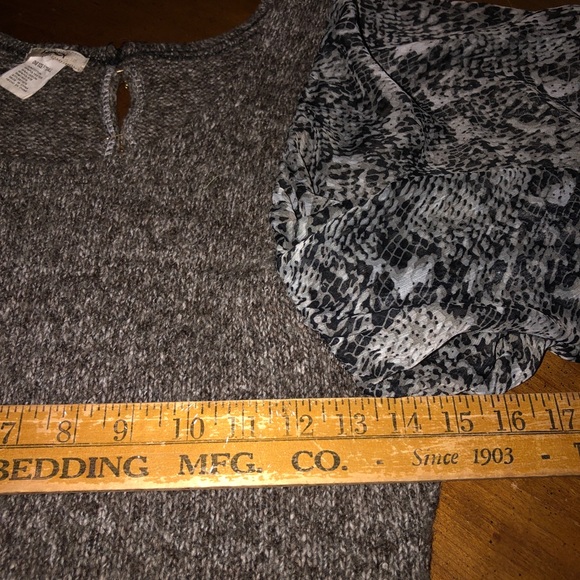 7 8 9 10 11 12 13 14 15 16 17
BEDDING MFG. CO. - Since 1903 -